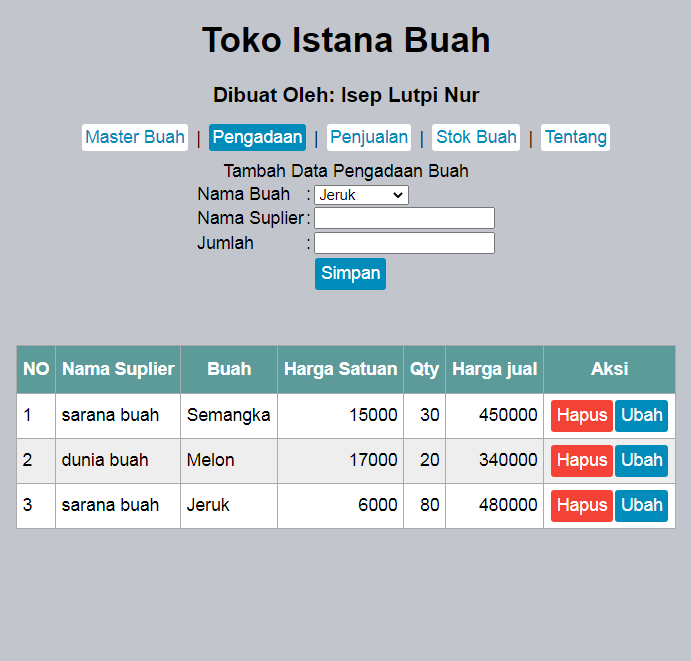 Toko Istana Buah
Dibuat Oleh: Isep Lutpi Nur
Master Buah | Pengadaan | Penjualan | Stok Buah | Tentang
Tambah Data Pengadaan Buah
Nama Buah : Jeruk
Nama Suplier :
Jumlah :
Simpan
NO Nama Suplier Buah Harga Satuan Qty Harga jual Aksi
1 sarana buah Semangka 15000 30 450000 Hapus Ubah
2 dunia buah Melon 17000 20 340000 Hapus Ubah
3 sarana buah Jeruk 6000 80 480000 Hapus Ubah